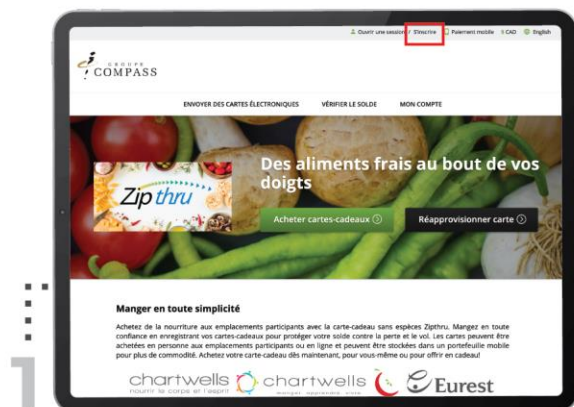 Ouvrir une session / S'inscrire Paiement mobile $ CAD English
GROUPE
COMPASS
ENVOYER DES CARTES ÉLECTRONIQUES VÉRIFIER LE SOLDE MON COMPTE
Zip thru
Des aliments frais au bout de vos
doigts
Acheter cartes-cadeaux Réapprovisionner carte
Manger en toute simplicité
Achetez de la nourriture aux emplacements participants avec la carte-cadeau sans espèces Zipthru. Mangez en toute
confiance en enregistrant vos cartes-cadeaux pour protéger votre solde contre la perte et le vol. Les cartes peuvent être
achetées en personne aux emplacements participants ou en ligne et peuvent être stockées dans un portefeuille mobile
pour plus de commodité. Achetez votre carte-cadeau dès maintenant, pour vous-même ou pour offrir en cadeau!
chartwells chartwells Eurest
nourrir le corps et l'esprit manger apprendre vivre
1